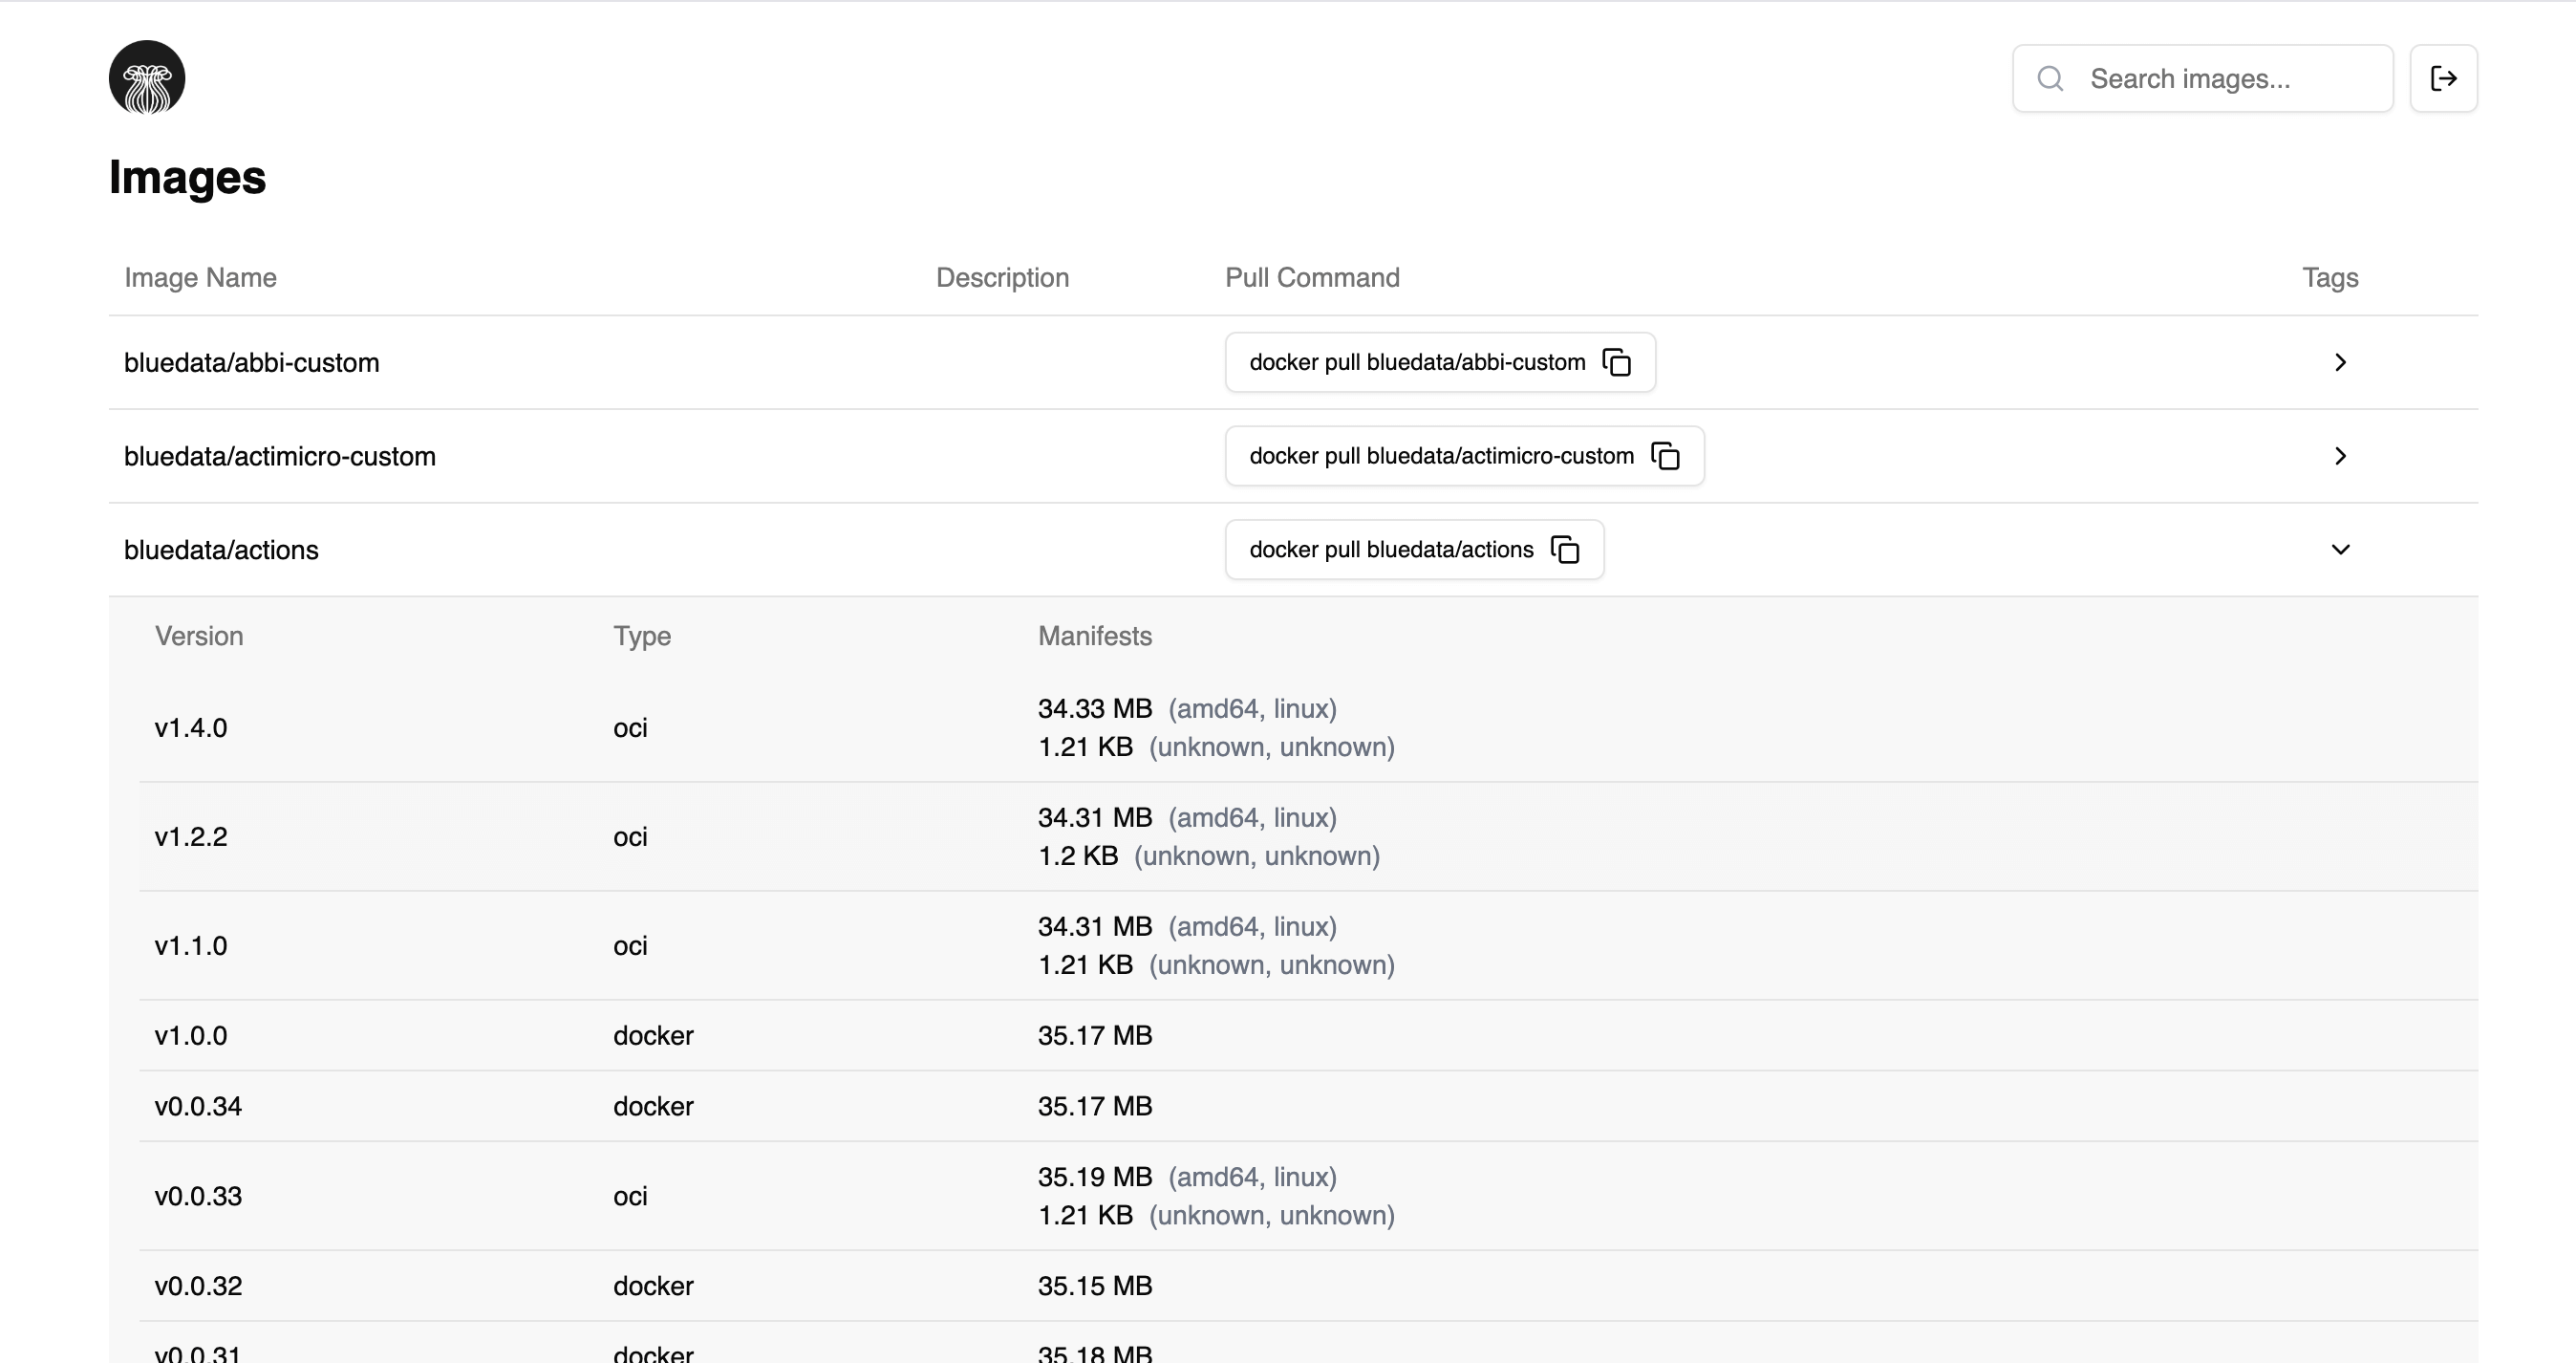 Search images...
Images
Image Name Description Pull Command Tags
bluedata/abbi-custom docker pull bluedata/abbi-custom
bluedata/actimicro-custom docker pull bluedata/actimicro-custom
bluedata/actions docker pull bluedata/actions
Version Type Manifests
v1.4.0 oci 34.33 MB (amd64, linux)
1.21 KB (unknown, unknown)
v1.2.2 oci 34.31 MB (amd64, linux)
1.2 KB (unknown, unknown)
v1.1.0 oci 34.31 MB (amd64, linux)
1.21 KB (unknown, unknown)
v1.0.0 docker 35.17 MB
v0.0.34 docker 35.17 MB
v0.0.33 oci 35.19 MB (amd64, linux)
1.21 KB (unknown, unknown)
v0.0.32 docker 35.15 MB
v0.0.31 docker 35.18 MB